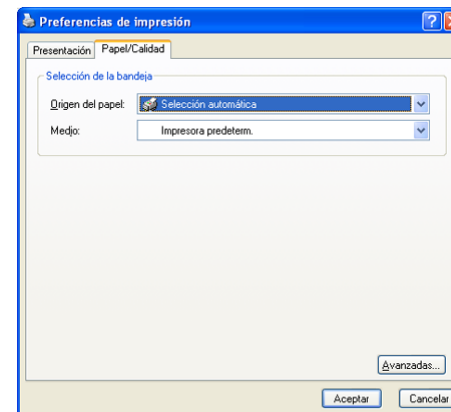 Preferencias de impresión
Presentación Papel/Calidad
Selección de la bandeja
Origen del papel: Selección automática
Medio: Impresora predeterm.
Avanzadas...
Aceptar Cancelar